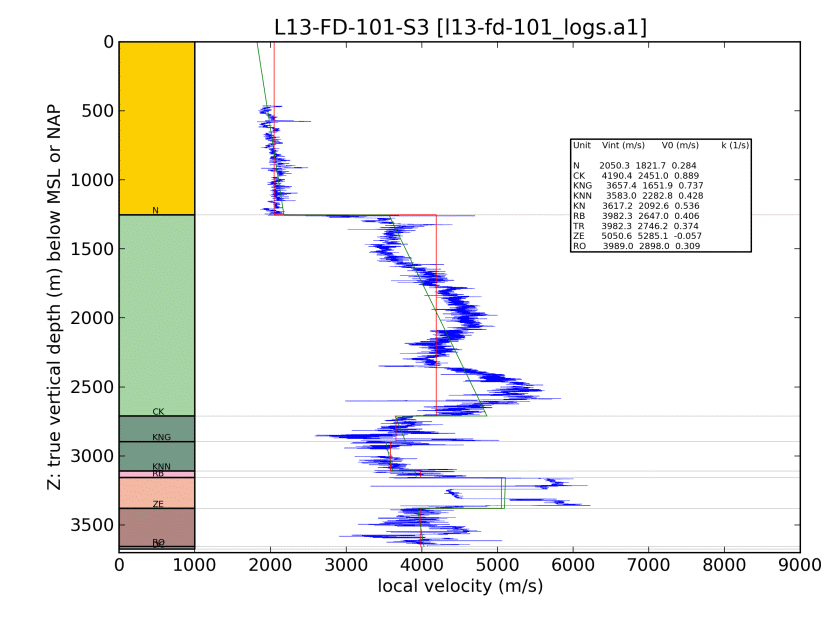 L13-FD-101-S3 [l13-fd-101_logs.a1]
Z: true vertical depth (m) below MSL or NAP
0
500
1000
1500
2000
2500
3000
3500
N
CK
KNG
KNN
RB
ZE
RO
Unit Vint (m/s) V0 (m/s) k (1/s)
N 2050.3 1821.7 0.284
CK 4190.4 2451.0 0.889
KNG 3657.4 1651.9 0.737
KNN 3583.0 2282.8 0.428
KN 3617.2 2092.6 0.536
RB 3982.3 2647.0 0.406
TR 3982.3 2746.2 0.374
ZE 5050.6 5285.1 -0.057
RO 3989.0 2898.0 0.309
0 1000 2000 3000 4000 5000 6000 7000 8000 9000
local velocity (m/s)